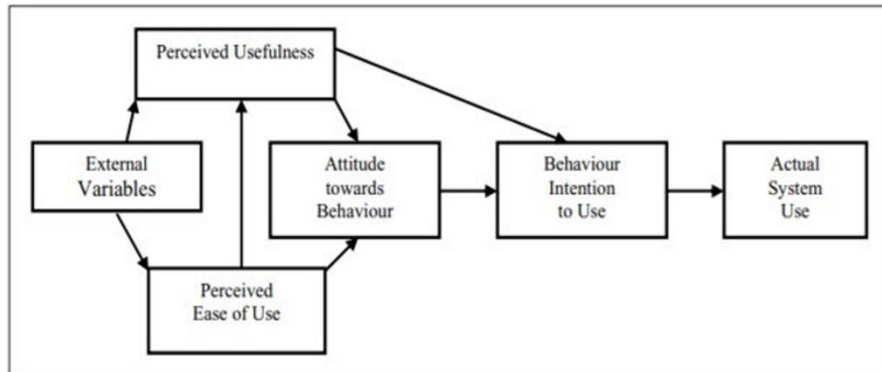 Perceived Usefulness
External
Variables
Attitude
towards
Behaviour
Behaviour
Intention
to Use
Actual
System
Use
Perceived
Ease of Use